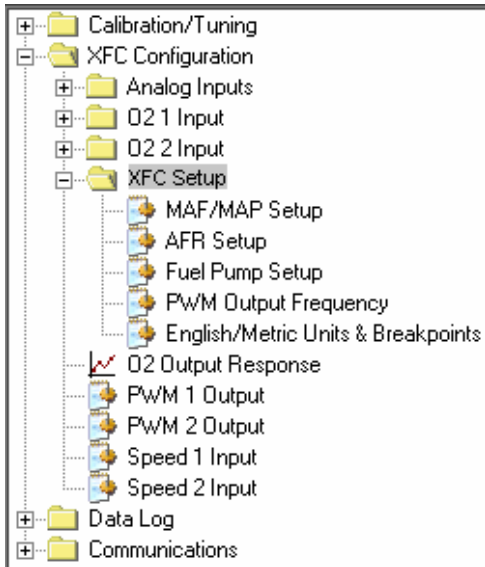 Calibration/Tuning
XFC Configuration
Analog Inputs
O2 1 Input
O2 2 Input
XFC Setup
MAF/MAP Setup
AFR Setup
Fuel Pump Setup
PWM Output Frequency
English/Metric Units & Breakpoints
O2 Output Response
PWM 1 Output
PWM 2 Output
Speed 1 Input
Speed 2 Input
Data Log
Communications